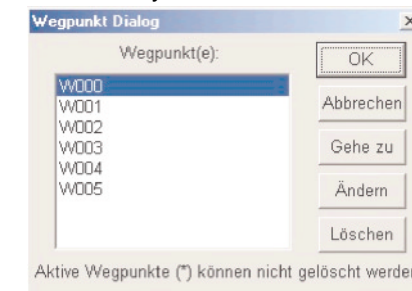 Wegpunkt Dialog
Wegpunkt(e):
W000
W001
W002
W003
W004
W005
OK
Abbrechen
Gehe zu
Ändern
Löschen
Aktive Wegpunkte (*) können nicht gelöscht werden